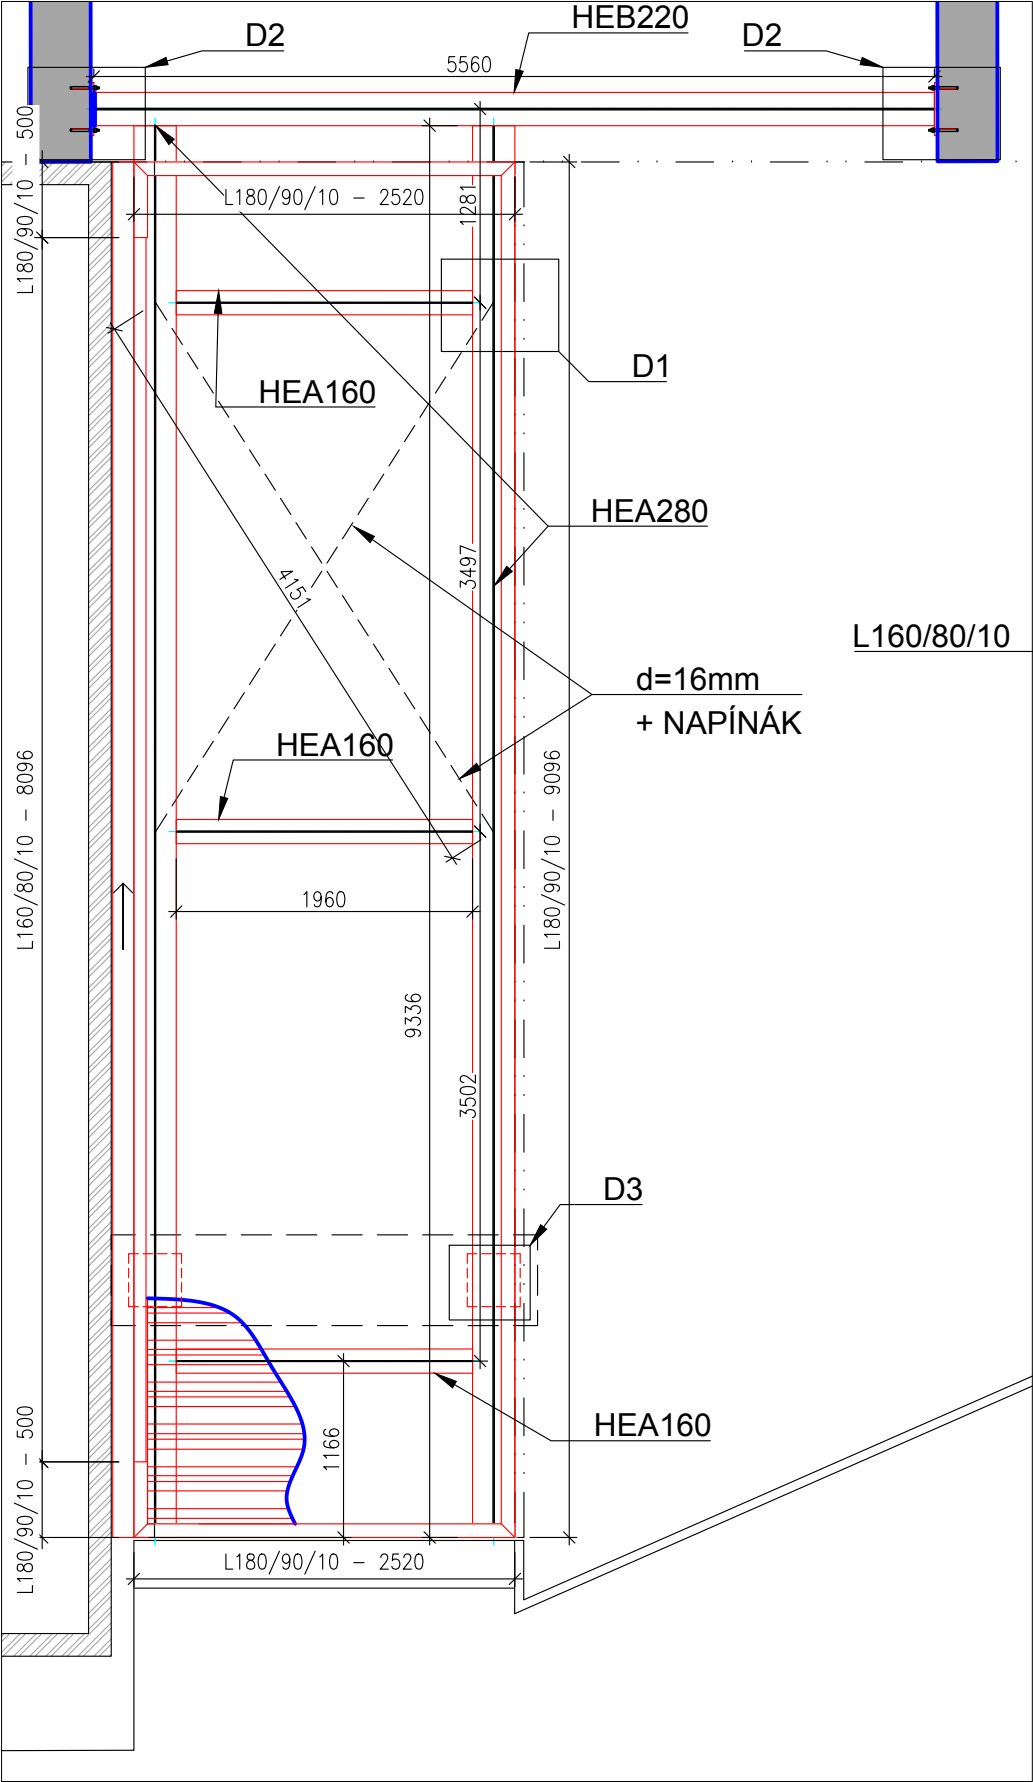 HEB220
D2
D2
5560
L180/90/10 - 500
L180/90/10 - 2520
1281
D1
HEA160
HEA280
3497
4151
L160/80/10
d=16mm
+ NAPÍNÁK
HEA160
L160/80/10 - 8096
L180/90/10 - 9096
1960
9336
3502
D3
HEA160
1166
L180/90/10 - 500
L180/90/10 - 2520